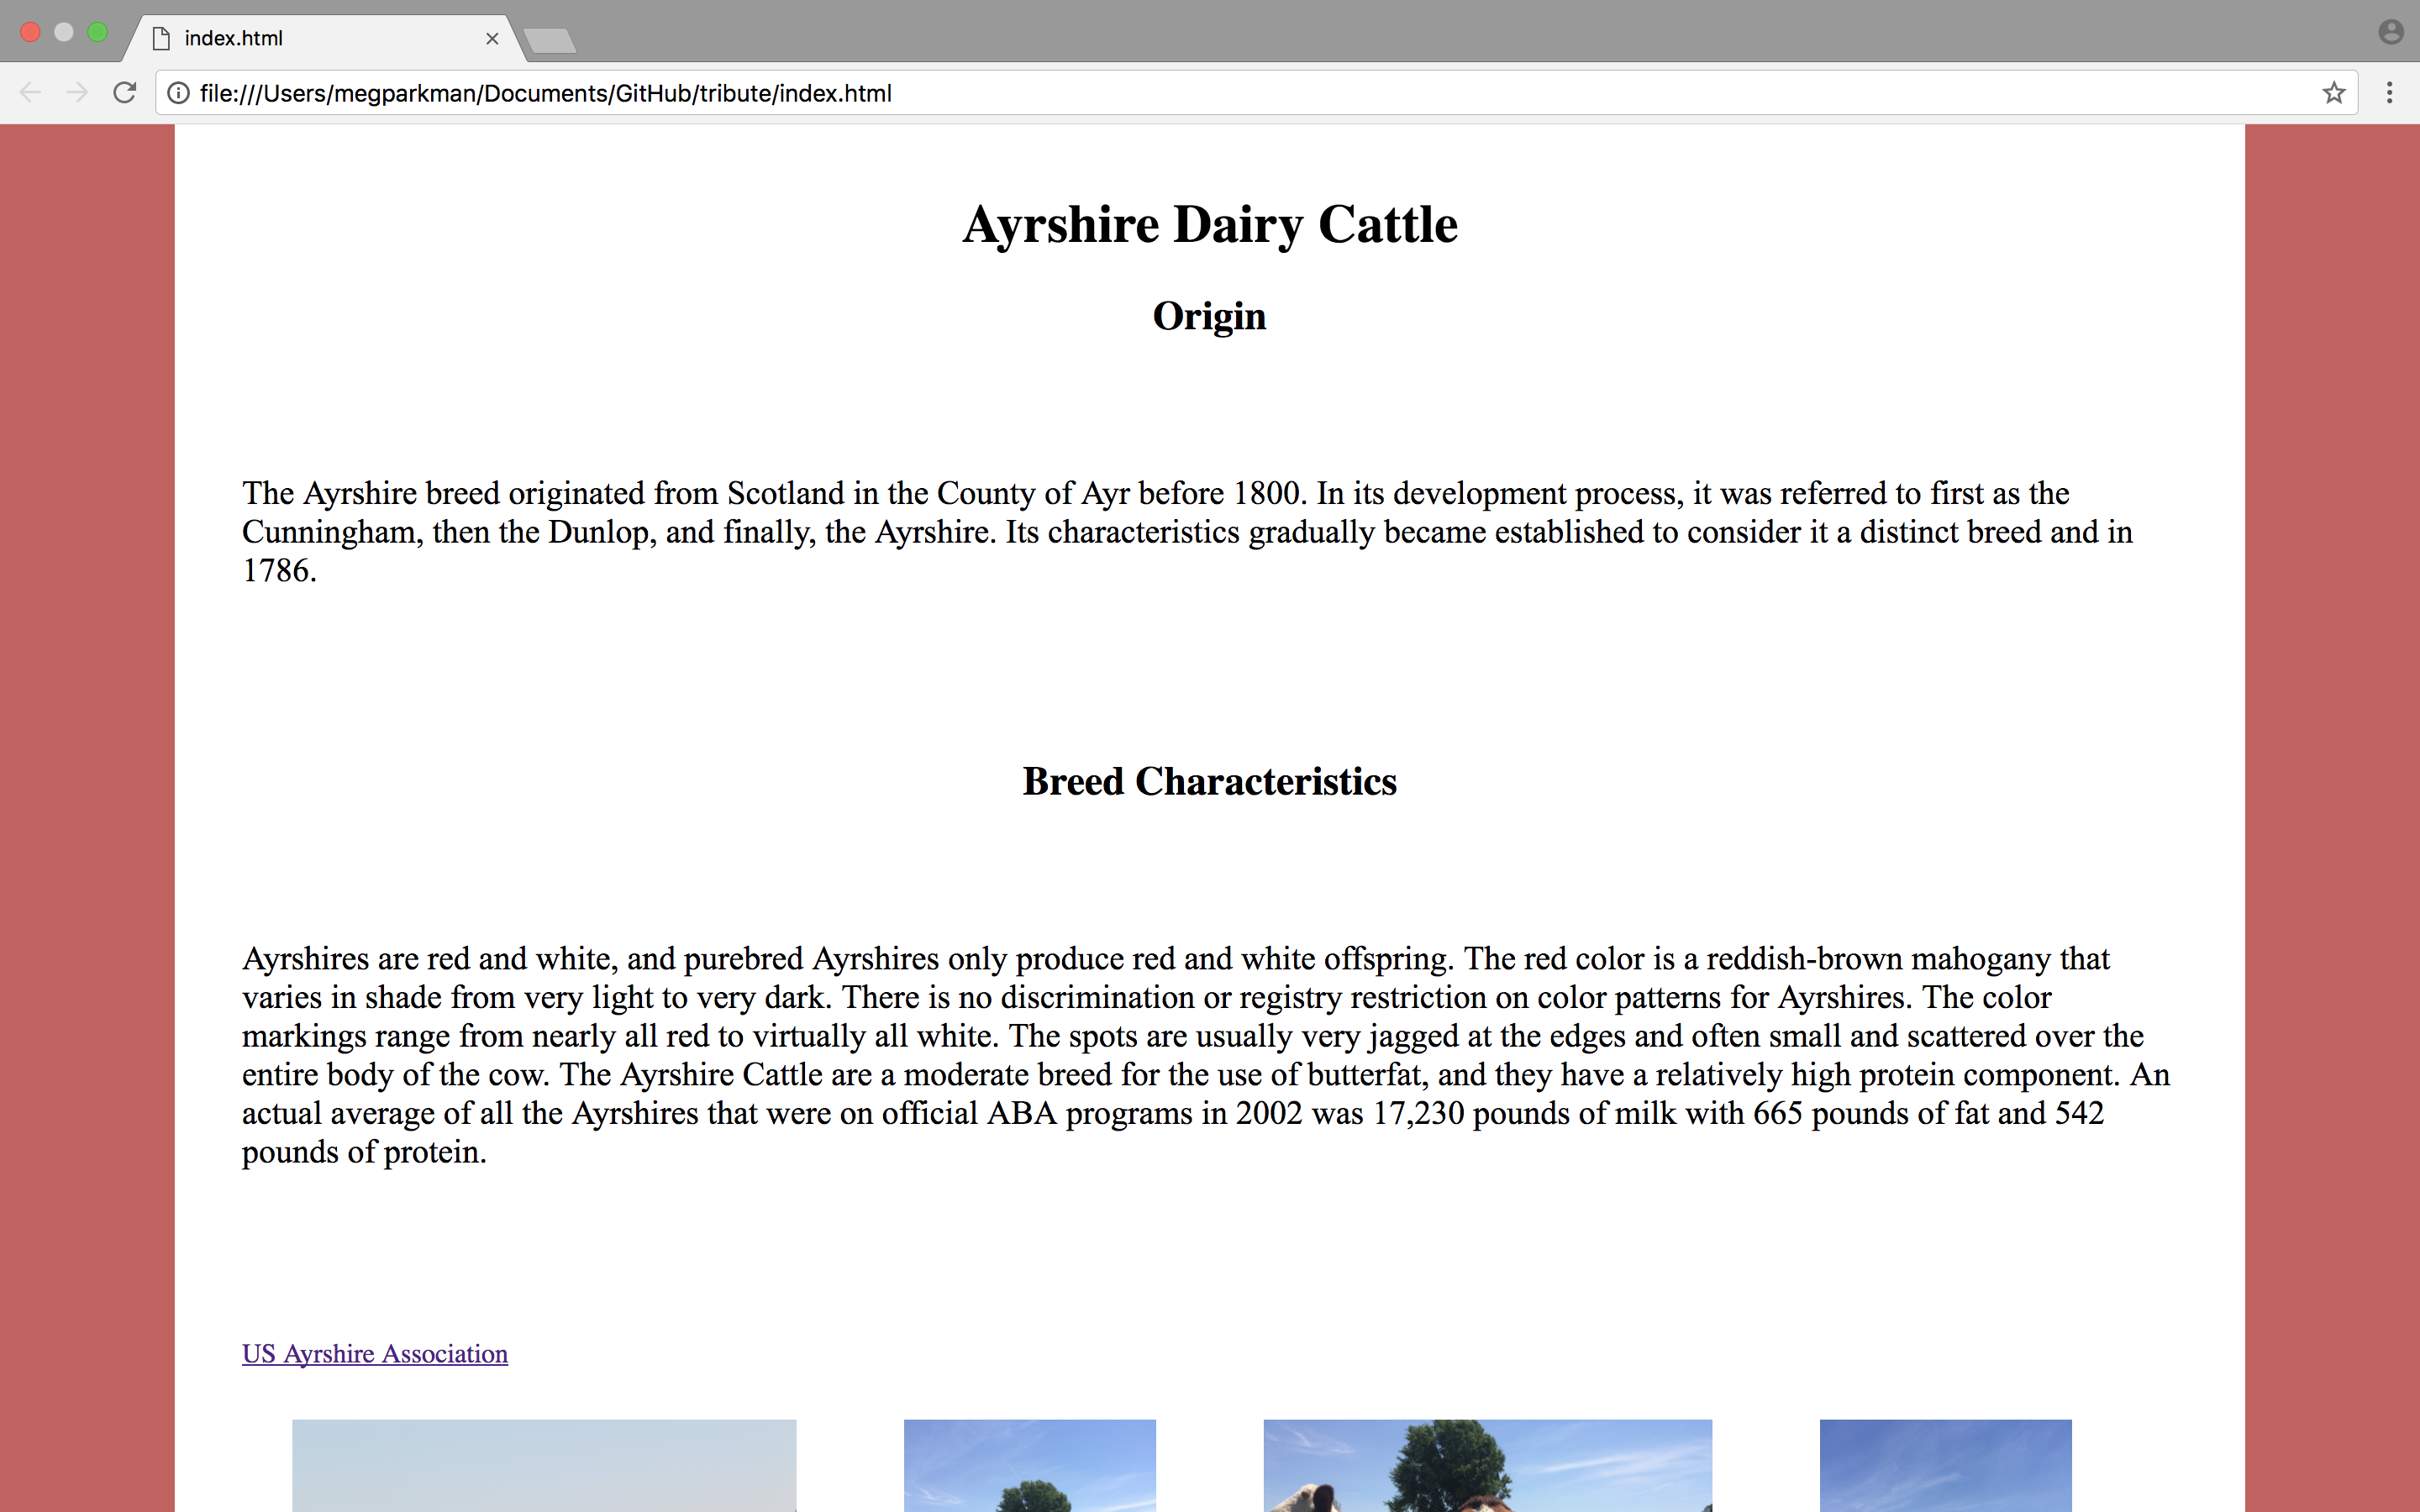 index.html
file:///Users/megparkman/Documents/GitHub/tribute/index.html
Ayrshire Dairy Cattle
Origin
The Ayrshire breed originated from Scotland in the County of Ayr before 1800. In its development process, it was referred to first as the
Cunningham, then the Dunlop, and finally, the Ayrshire. Its characteristics gradually became established to consider it a distinct breed and in
1786.
Breed Characteristics
Ayrshires are red and white, and purebred Ayrshires only produce red and white offspring. The red color is a reddish-brown mahogany that
varies in shade from very light to very dark. There is no discrimination or registry restriction on color patterns for Ayrshires. The color
markings range from nearly all red to virtually all white. The spots are usually very jagged at the edges and often small and scattered over the
entire body of the cow. The Ayrshire Cattle are a moderate breed for the use of butterfat, and they have a relatively high protein component. An
actual average of all the Ayrshires that were on official ABA programs in 2002 was 17,230 pounds of milk with 665 pounds of fat and 542
pounds of protein.
US Ayrshire Association